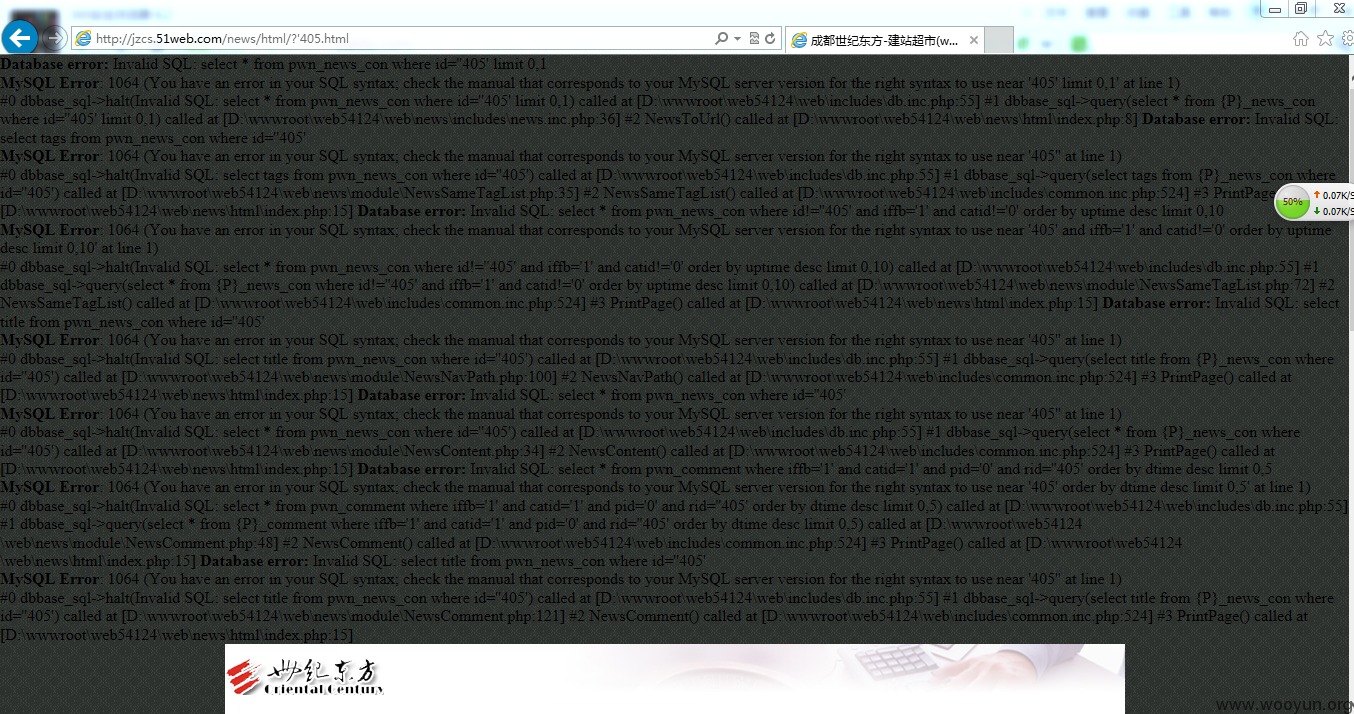 http://jzcs.51web.com/news/html/?'405.html
成都世纪东方-建站超市(w...
Database error: Invalid SQL: select * from pwn_news_con where id=''405' limit 0,1
MySQL Error: 1064 (You have an error in your SQL syntax; check the manual that corresponds to your MySQL server version for the right syntax to use near '405' limit 0,1' at line 1)
#0 dbbase_sql->halt(Invalid SQL: select * from pwn_news_con where id=''405' limit 0,1) called at [D:\wwwroot\web54124\web\includes\db.inc.php:55] #1 dbbase_sql->query(select * from {P}_news_con
where id=''405' limit 0,1) called at [D:\wwwroot\web54124\web\news\includes\news.inc.php:36] #2 NewsToUrl() called at [D:\wwwroot\web54124\web\news\html\index.php:8] Database error: Invalid SQL:
select tags from pwn_news_con where id=''405'
MySQL Error: 1064 (You have an error in your SQL syntax; check the manual that corresponds to your MySQL server version for the right syntax to use near '405'' at line 1)
#0 dbbase_sql->halt(Invalid SQL: select tags from pwn_news_con where id=''405') called at [D:\wwwroot\web54124\web\includes\db.inc.php:55] #1 dbbase_sql->query(select tags from {P}_news_con where
id=''405') called at [D:\wwwroot\web54124\web\news\module\NewsSameTagList.php:35] #2 NewsSameTagList() called at [D:\wwwroot\web54124\web\includes\common.inc.php:524] #3 PrintPage
50%
0.07K/S
[D:\wwwroot\web54124\web\news\html\index.php:15] Database error: Invalid SQL: select * from pwn_news_con where id!=''405' and iffb='1' and catid!='0' order by uptime desc limit 0,10
0.07K/S
MySQL Error: 1064 (You have an error in your SQL syntax; check the manual that corresponds to your MySQL server version for the right syntax to use near '405' and iffb='1' and catid!='0' order by uptime
desc limit 0,10' at line 1)
#0 dbbase_sql->halt(Invalid SQL: select * from pwn_news_con where id!=''405' and iffb='1' and catid!='0' order by uptime desc limit 0,10) called at [D:\wwwroot\web54124\web\includes\db.inc.php:55] #1
dbbase_sql->query(select * from {P}_news_con where id!=''405' and iffb='1' and catid!='0' order by uptime desc limit 0,10) called at [D:\wwwroot\web54124\web\news\module\NewsSameTagList.php:72] #2
NewsSameTagList() called at [D:\wwwroot\web54124\web\includes\common.inc.php:524] #3 PrintPage() called at [D:\wwwroot\web54124\web\news\html\index.php:15] Database error: Invalid SQL: select
title from pwn_news_con where id=''405'
MySQL Error: 1064 (You have an error in your SQL syntax; check the manual that corresponds to your MySQL server version for the right syntax to use near '405'' at line 1)
#0 dbbase_sql->halt(Invalid SQL: select title from pwn_news_con where id=''405') called at [D:\wwwroot\web54124\web\includes\db.inc.php:55] #1 dbbase_sql->query(select title from {P}_news_con where
id=''405') called at [D:\wwwroot\web54124\web\news\module\NewsNavPath.php:100] #2 NewsNavPath() called at [D:\wwwroot\web54124\web\includes\common.inc.php:524] #3 PrintPage() called at
[D:\wwwroot\web54124\web\news\html\index.php:15] Database error: Invalid SQL: select * from pwn_news_con where id=''405'
MySQL Error: 1064 (You have an error in your SQL syntax; check the manual that corresponds to your MySQL server version for the right syntax to use near '405'' at line 1)
#0 dbbase_sql->halt(Invalid SQL: select * from pwn_news_con where id=''405') called at [D:\wwwroot\web54124\web\includes\db.inc.php:55] #1 dbbase_sql->query(select * from {P}_news_con where
id=''405') called at [D:\wwwroot\web54124\web\news\module\NewsContent.php:34] #2 NewsContent() called at [D:\wwwroot\web54124\web\includes\common.inc.php:524] #3 PrintPage() called at
[D:\wwwroot\web54124\web\news\html\index.php:15] Database error: Invalid SQL: select * from pwn_comment where iffb='1' and catid='1' and pid='0' and rid=''405' order by dtime desc limit 0,5
MySQL Error: 1064 (You have an error in your SQL syntax; check the manual that corresponds to your MySQL server version for the right syntax to use near '405' order by dtime desc limit 0,5' at line 1)
#0 dbbase_sql->halt(Invalid SQL: select * from pwn_comment where iffb='1' and catid='1' and pid='0' and rid=''405' order by dtime desc limit 0,5) called at [D:\wwwroot\web54124\web\includes\db.inc.php:55]
#1 dbbase_sql->query(select * from {P}_comment where iffb='1' and catid='1' and pid='0' and rid=''405' order by dtime desc limit 0,5) called at [D:\wwwroot\web54124
\web\news\module\NewsComment.php:48] #2 NewsComment() called at [D:\wwwroot\web54124\web\includes\common.inc.php:524] #3 PrintPage() called at [D:\wwwroot\web54124
\web\news\html\index.php:15] Database error: Invalid SQL: select title from pwn_news_con where id=''405'
MySQL Error: 1064 (You have an error in your SQL syntax; check the manual that corresponds to your MySQL server version for the right syntax to use near '405'' at line 1)
#0 dbbase_sql->halt(Invalid SQL: select title from pwn_news_con where id=''405') called at [D:\wwwroot\web54124\web\includes\db.inc.php:55] #1 dbbase_sql->query(select title from {P}_news_con where
id=''405') called at [D:\wwwroot\web54124\web\news\module\NewsComment.php:121] #2 NewsComment() called at [D:\wwwroot\web54124\web\includes\common.inc.php:524] #3 PrintPage() called at
[D:\wwwroot\web54124\web\news\html\index.php:15]
世纪东方
Oriental Century
www.wooyun.org